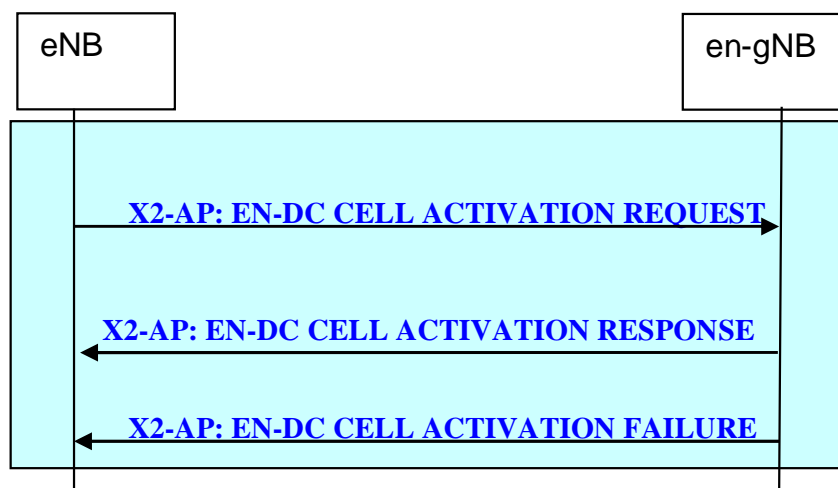 eNB
en-gNB
X2-AP: EN-DC CELL ACTIVATION REQUEST
X2-AP: EN-DC CELL ACTIVATION RESPONSE
X2-AP: EN-DC CELL ACTIVATION FAILURE